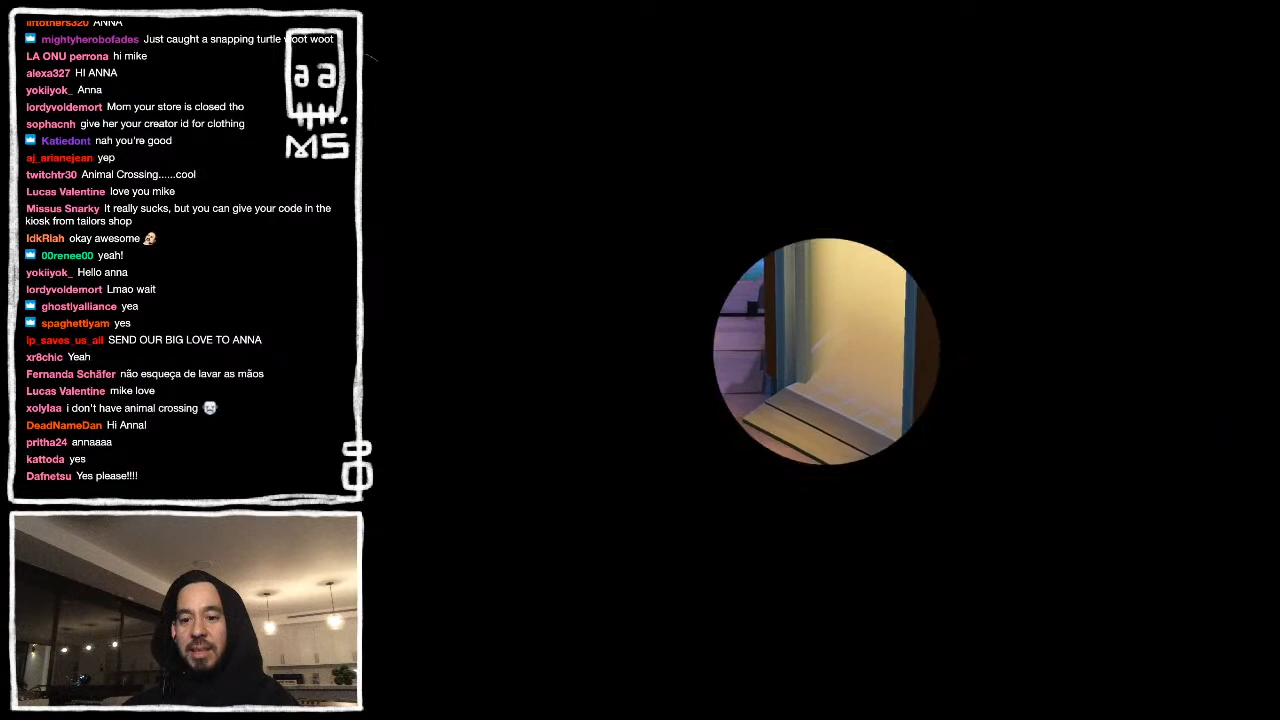 liftothers320 ANNA
mightyherobofades Just caught a snapping turtle woot woot
LA ONU perrona hi mike
alexa327 HI ANNA
yokiiyok_ Anna
lordyvoldemort Mom your store is closed tho
sophacnh give her your creator id for clothing
Katiedont nah you're good
aj_arianejean yep
twitchtr30 Animal Crossing......cool
Lucas Valentine love you mike
Missus Snarky It really sucks, but you can give your code in the
kiosk from tailors shop
IdkRiah okay awesome
00renee00 yeah!
yokiiyok_ Hello anna
lordyvoldemort Lmao wait
ghostlyalliance yea
spaghettiyam yes
lp_saves_us_all SEND OUR BIG LOVE TO ANNA
xr8chic Yeah
Fernanda Schäfer não esqueça de lavar as mãos
Lucas Valentine mike love
xolylaa i don't have animal crossing
DeadNameDan Hi Anna!
pritha24 annaaaa
kattoda yes
Dafnetsu Yes please!!!!
MS